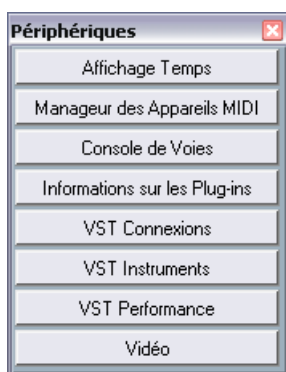 Périphériques
Affichage Temps
Manageur des Appareils MIDI
Console de Voies
Informations sur les Plug-ins
VST Connexions
VST Instruments
VST Performance
Vidéo